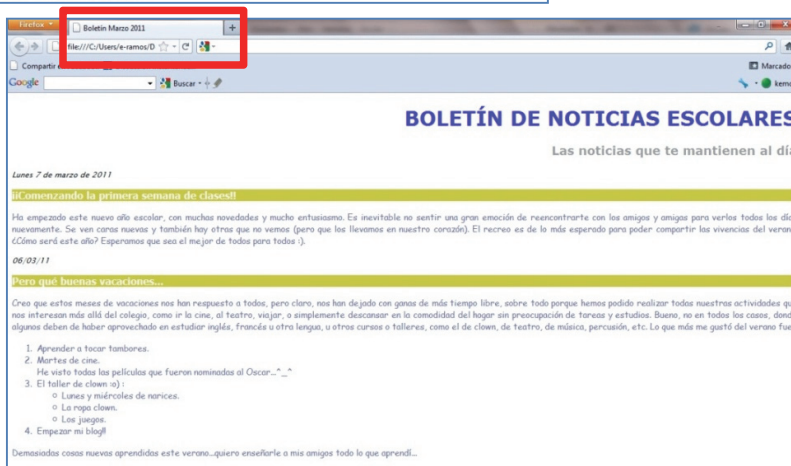 Firefox
Boletin Marzo 2011
file:///C:/Users/e-ramos/D
Compartir
Marcado
Google
Buscar
BOLETÍN DE NOTICIAS ESCOLARES
Las noticias que te mantienen al día
Lunes 7 de marzo de 2011
¡¡Comenzando la primera semana de clases!!
Ha empezado este nuevo año escolar, con muchas novedades y mucho entusiasmo. Es inevitable no sentir una gran emoción de reencontrarte con los amigos y amigas para verlos todos los día
nuevamente. Se ven caras nuevas y también hay otras que no vemos (pero que los llevamos en nuestro corazón). El recreo es de lo más esperado para poder compartir las vivencias del veran
¿Cómo será este año? Esperamos que sea el mejor de todos para todos :).
06/03/11
Pero qué buenas vacaciones...
Creo que estos meses de vacaciones nos han respuesto a todos, pero claro, nos han dejado con ganas de más tiempo libre, sobre todo porque hemos podido realizar todas nuestras actividades qu
nos interesan más allá del colegio, como ir la cine, al teatro, viajar, o simplemente descansar en la comodidad del hogar sin preocupación de tareas y estudios. Bueno, no en todos los casos, dond
algunos deben de haber aprovechado en estudiar inglés, francés u otra lengua, u otros cursos o talleres, como el de clown, de teatro, de música, percusión, etc. Lo que más me gustó del verano fue
1. Aprender a tocar tambores.
2. Martes de cine.
He visto todas las películas que fueron nominadas al Oscar...^_^
3. El taller de clown :o) :
Lunes y miércoles de narices.
La ropa clown.
Los juegos.
4. Empezar mi blog!!
Demasiadas cosas nuevas aprendidas este verano...quiero enseñarle a mis amigos todo lo que aprendí...